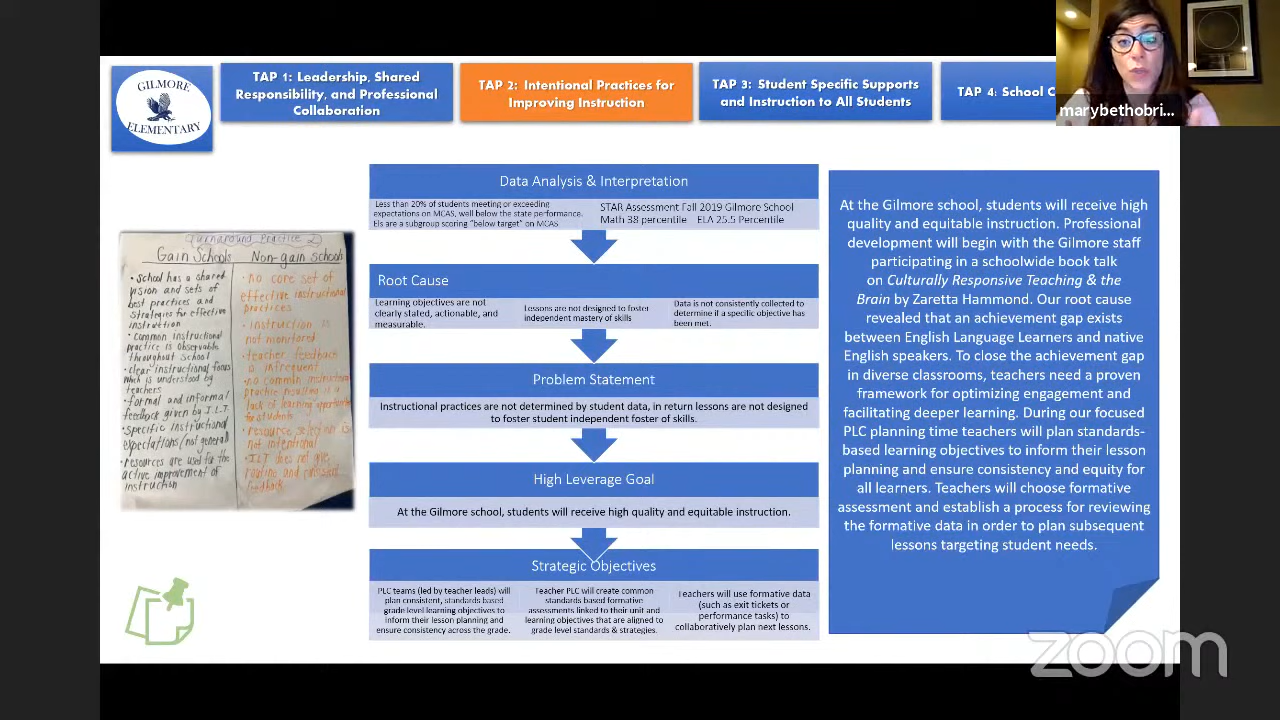 GILMORE
ELEMENTARY
TAP 1: Leadership, Shared
Responsibility, and Professional
Collaboration
TAP 2: Intentional Practices for
Improving Instruction
TAP 3: Student Specific Supports
and Instruction to All Students
TAP 4: School C
marybethobri...
Turnaround Practice 2
Gain Schools
• School has a shared
vision and sets of
best practices and
strategies for effective
instruction
• Common instructional
practice is observable
throughout school
• clear instructional focus
which is understood by
teachers
• formal and informal
feedback given by I.L.T
• Specific instructional
expectations/not general
• resources are used for the
active improvement of
instruction
Non-gain schools
• no core set of
effective instructional
practices
• instruction is
not monitored
• teacher feedback
is infrequent
• no common instructional
practice resulting in a
lack of learning opportunities
for students
• resource selection is
not intentional
• ILT does not give
routine and consistent
feedback
Data Analysis & Interpretation
Less than 20% of students meeting or exceeding
expectations on MCAS, well below the state performance.
Els are a subgroup scoring "below target" on MCAS
STAR Assessment Fall 2019 Gilmore School
Math 38 percentile ELA 25.5 Percentile
Root Cause
Learning objectives are not
clearly stated, actionable, and
measurable.
Lessons are not designed to foster
independent mastery of skills
Data is not consistently collected to
determine if a specific objective has
been met.
Problem Statement
Instructional practices are not determined by student data, in return lessons are not designed
to foster student independent foster of skills.
High Leverage Goal
At the Gilmore school, students will receive high quality and equitable instruction.
Strategic Objectives
PLC teams (led by teacher leads) will
plan consistent, standards based
grade level learning objectives to
inform their lesson planning and
ensure consistency across the grade.
Teacher PLC will create common
standards based formative
assessments linked to their unit and
learning objectives that are aligned to
grade level standards & strategies.
Teachers will use formative data
(such as exit tickets or
performance tasks) to
collaboratively plan next lessons.
At the Gilmore school, students will receive high
quality and equitable instruction. Professional
development will begin with the Gilmore staff
participating in a schoolwide book talk
on Culturally Responsive Teaching & the
Brain by Zaretta Hammond. Our root cause
revealed that an achievement gap exists
between English Language Learners and native
English speakers. To close the achievement gap
in diverse classrooms, teachers need a proven
framework for optimizing engagement and
facilitating deeper learning. During our focused
PLC planning time teachers will plan standards-
based learning objectives to inform their lesson
planning and ensure consistency and equity for
all learners. Teachers will choose formative
assessment and establish a process for reviewing
the formative data in order to plan subsequent
lessons targeting student needs.
zoom